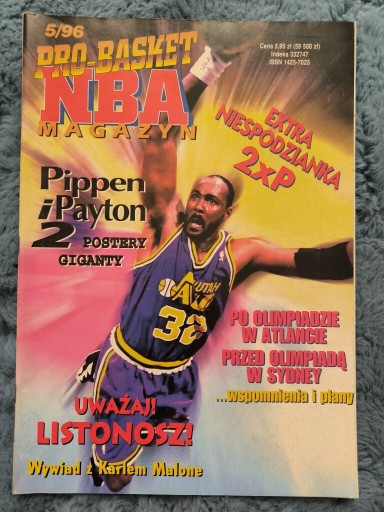 5/96
PRO-BASKET
NBA
MAGAZYN
Cena 5,95 zł (59 500 zł)
Indeks 332747
ISSN 1425-7025
EXTRA
NIESPODZIANKA
2xP
Pippen
i Payton
2 POSTERY
GIGANTY
UTAH
32
PO OLIMPIADZIE
W ATLANCIE
PRZED OLIMPIADĄ
W SYDNEY
...wspomnienia i plany
UWAŻAJ!
LISTONOSZ!
Wywiad z Karlem Malone